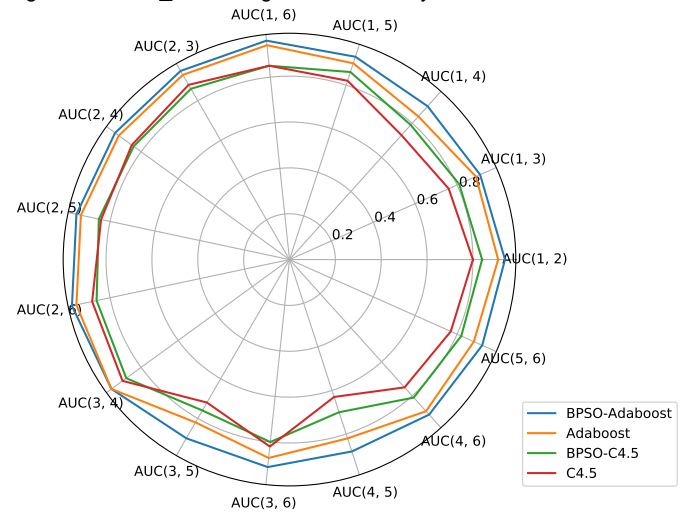 AUC(1, 6)
AUC(1, 5)
AUC(2, 3)
AUC(1, 4)
AUC(2, 4)
AUC(1, 3)
0.8
0.6
AUC(2, 5)
0.4
0.2
AUC(1, 2)
AUC(2, 6)
AUC(5, 6)
AUC(3, 4)
AUC(4, 6)
AUC(3, 5)
AUC(4, 5)
AUC(3, 6)
BPSO-Adaboost
Adaboost
BPSO-C4.5
C4.5